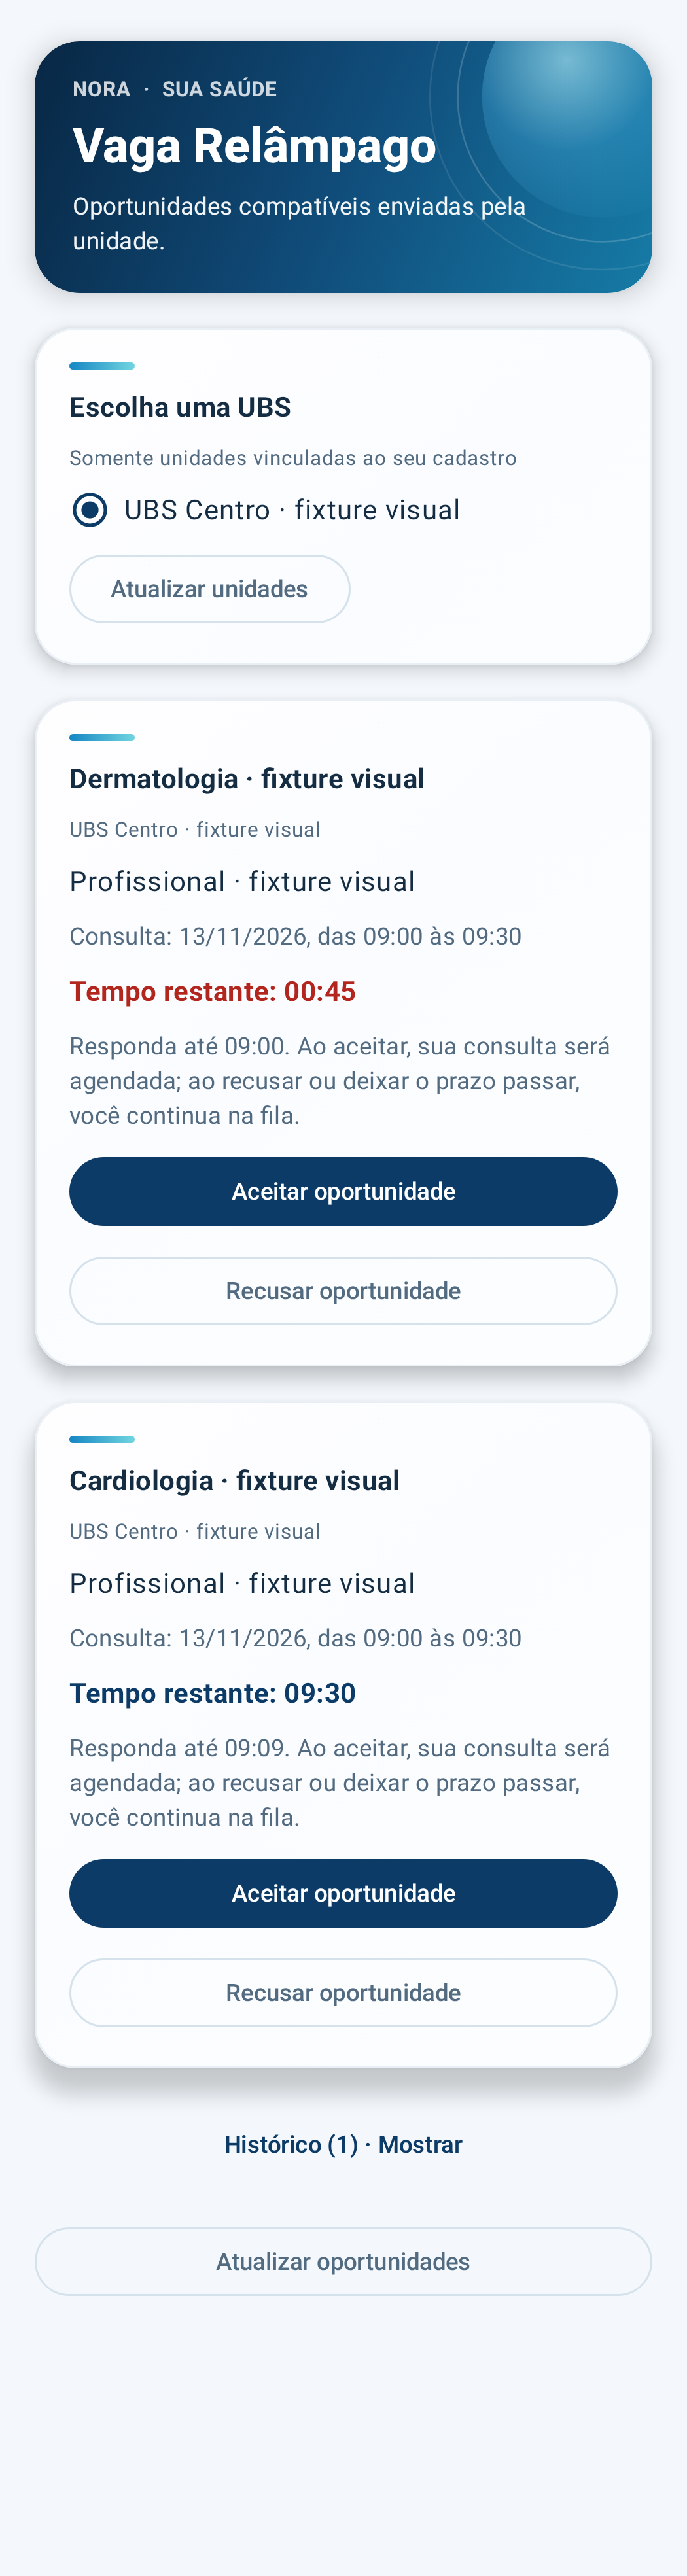 NORA · SUA SAÚDE
Vaga Relâmpago
Oportunidades compatíveis enviadas pela
unidade.
Escolha uma UBS
Somente unidades vinculadas ao seu cadastro
UBS Centro · fixture visual
Atualizar unidades
Dermatologia · fixture visual
UBS Centro · fixture visual
Profissional · fixture visual
Consulta: 13/11/2026, das 09:00 às 09:30
Tempo restante: 00:45
Responda até 09:00. Ao aceitar, sua consulta será
agendada; ao recusar ou deixar o prazo passar,
você continua na fila.
Aceitar oportunidade
Recusar oportunidade
Cardiologia · fixture visual
UBS Centro · fixture visual
Profissional · fixture visual
Consulta: 13/11/2026, das 09:00 às 09:30
Tempo restante: 09:30
Responda até 09:09. Ao aceitar, sua consulta será
agendada; ao recusar ou deixar o prazo passar,
você continua na fila.
Aceitar oportunidade
Recusar oportunidade
Histórico (1) · Mostrar
Atualizar oportunidades